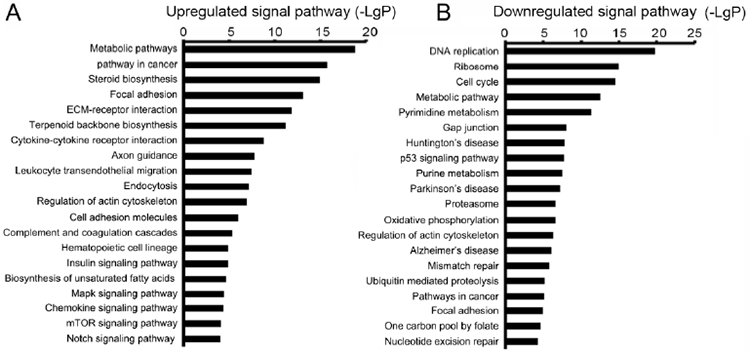 A
Upregulated signal pathway (-LgP)
0 5 10 15 20
Metabolic pathways
pathway in cancer
Steroid biosynthesis
Focal adhesion
ECM-receptor interaction
Terpenoid backbone biosynthesis
Cytokine-cytokine receptor interaction
Axon guidance
Leukocyte transendothelial migration
Endocytosis
Regulation of actin cytoskeleton
Cell adhesion molecules
Complement and coagulation cascades
Hematopoietic cell lineage
Insulin signaling pathway
Biosynthesis of unsaturated fatty acids
Mapk signaling pathway
Chemokine signaling pathway
mTOR signaling pathway
Notch signaling pathway
B
Downregulated signal pathway (-LgP)
0 5 10 15 20 25
DNA replication
Ribosome
Cell cycle
Metabolic pathway
Pyrimidine metabolism
Gap junction
Huntington's disease
p53 signaling pathway
Purine metabolism
Parkinson's disease
Proteasome
Oxidative phosphorylation
Regulation of actin cytoskeleton
Alzheimer's disease
Mismatch repair
Ubiquitin mediated proteolysis
Pathways in cancer
Focal adhesion
One carbon pool by folate
Nucleotide excision repair